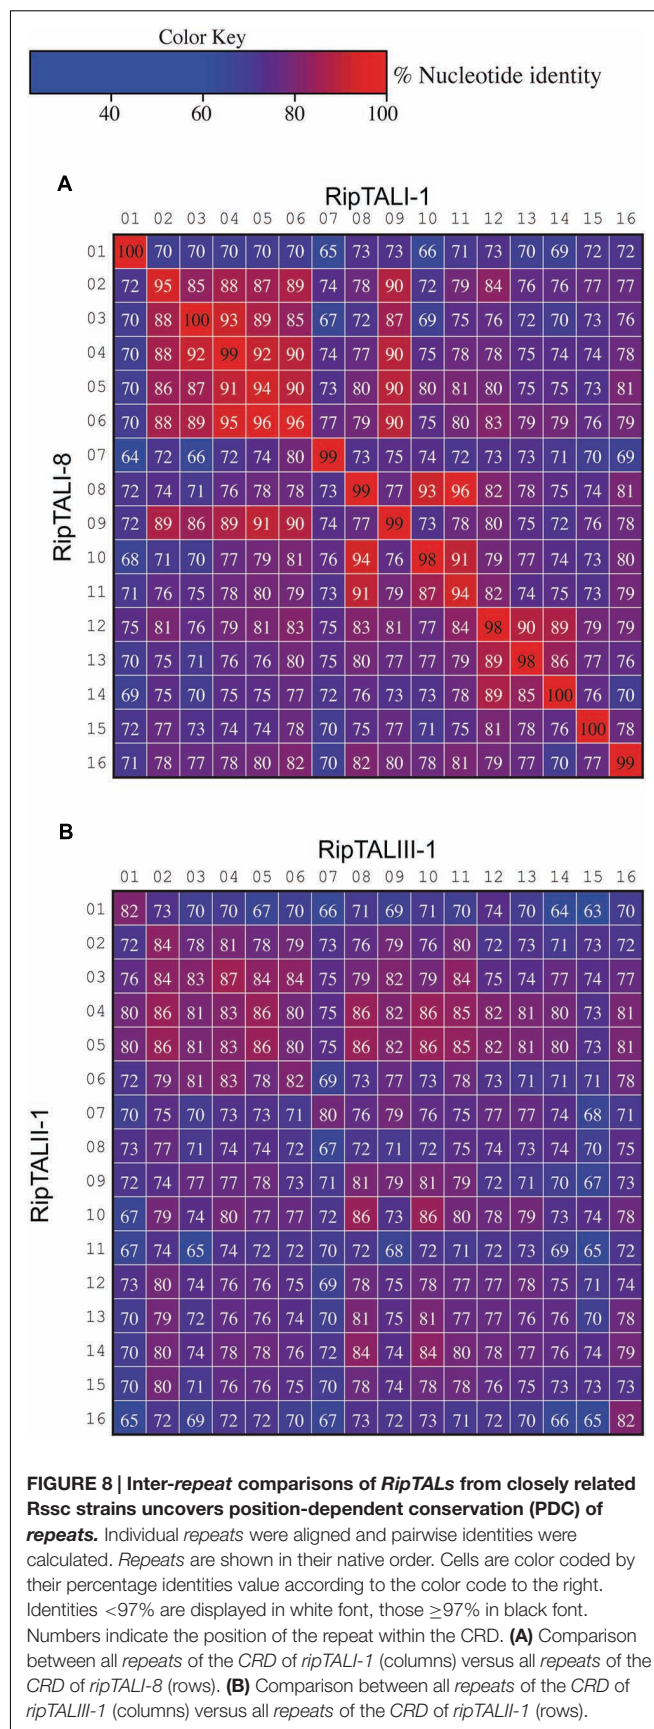 Color Key
% Nucleotide identity
40 60 80 100
A
RipTALI-1
01 02 03 04 05 06 07 08 09 10 11 12 13 14 15 16
RipTALI-8
01 100 70 70 70 70 70 65 73 73 66 71 73 70 69 72 72
02 72 95 85 88 87 89 74 78 90 72 79 84 76 76 77 77
03 70 88 100 93 89 85 67 72 87 69 75 76 72 70 73 76
04 70 88 92 99 92 90 74 77 90 75 78 78 75 74 74 78
05 70 86 87 91 94 90 73 80 90 80 81 80 75 75 73 81
06 70 88 89 95 96 96 77 79 90 75 80 83 79 79 76 79
07 64 72 66 72 74 80 99 73 75 74 72 73 73 71 70 69
08 72 74 71 76 78 78 73 99 77 93 96 82 78 75 74 81
09 72 89 86 89 91 90 74 77 99 73 78 80 75 72 76 78
10 68 71 70 77 79 81 76 94 76 98 91 79 77 74 73 80
11 71 76 75 78 80 79 73 91 79 87 94 82 74 75 73 79
12 75 81 76 79 81 83 75 83 81 77 84 98 90 89 79 79
13 70 75 71 76 76 80 75 80 77 77 79 89 98 86 77 76
14 69 75 70 75 75 77 72 76 73 73 78 89 85 100 76 70
15 72 77 73 74 74 78 70 75 77 71 75 81 78 76 100 78
16 71 78 77 78 80 82 70 82 80 78 81 79 77 70 77 99
B
RipTALIII-1
01 02 03 04 05 06 07 08 09 10 11 12 13 14 15 16
RipTALII-1
01 82 73 70 70 67 70 66 71 69 71 70 74 70 64 63 70
02 72 84 78 81 78 79 73 76 79 76 80 72 73 71 73 72
03 76 84 83 87 84 84 75 79 82 79 84 75 74 77 74 77
04 80 86 81 83 86 80 75 86 82 86 85 82 81 80 73 81
05 80 86 81 83 86 80 75 86 82 86 85 82 81 80 73 81
06 72 79 81 83 78 82 69 73 77 73 78 73 71 71 71 78
07 70 75 70 73 73 71 80 76 79 76 75 77 77 74 68 71
08 73 77 71 74 74 72 67 72 71 72 75 74 73 74 70 75
09 72 74 77 77 78 73 71 81 79 81 79 72 71 70 67 73
10 67 79 74 80 77 77 72 86 73 86 80 78 79 73 74 78
11 67 74 65 74 72 72 70 72 68 72 71 72 73 69 65 72
12 73 80 74 76 76 75 69 78 75 78 77 77 78 75 71 74
13 70 79 72 76 76 74 70 81 75 81 77 77 76 76 70 78
14 70 80 74 78 78 76 72 84 74 84 80 78 77 76 74 79
15 70 80 71 76 76 75 70 78 74 78 78 76 75 73 73 73
16 65 72 69 72 72 70 67 73 72 73 71 72 70 66 65 82
FIGURE 8 | Inter-repeat comparisons of RipTALs from closely related
Rssc strains uncovers position-dependent conservation (PDC) of
repeats. Individual repeats were aligned and pairwise identities were
calculated. Repeats are shown in their native order. Cells are color coded by
their percentage identities value according to the color code to the right.
Identities <97% are displayed in white font, those ≥97% in black font.
Numbers indicate the position of the repeat within the CRD. (A) Comparison
between all repeats of the CRD of ripTALI-1 (columns) versus all repeats of the
CRD of ripTALI-8 (rows). (B) Comparison between all repeats of the CRD of
ripTALIII-1 (columns) versus all repeats of the CRD of ripTALII-1 (rows).